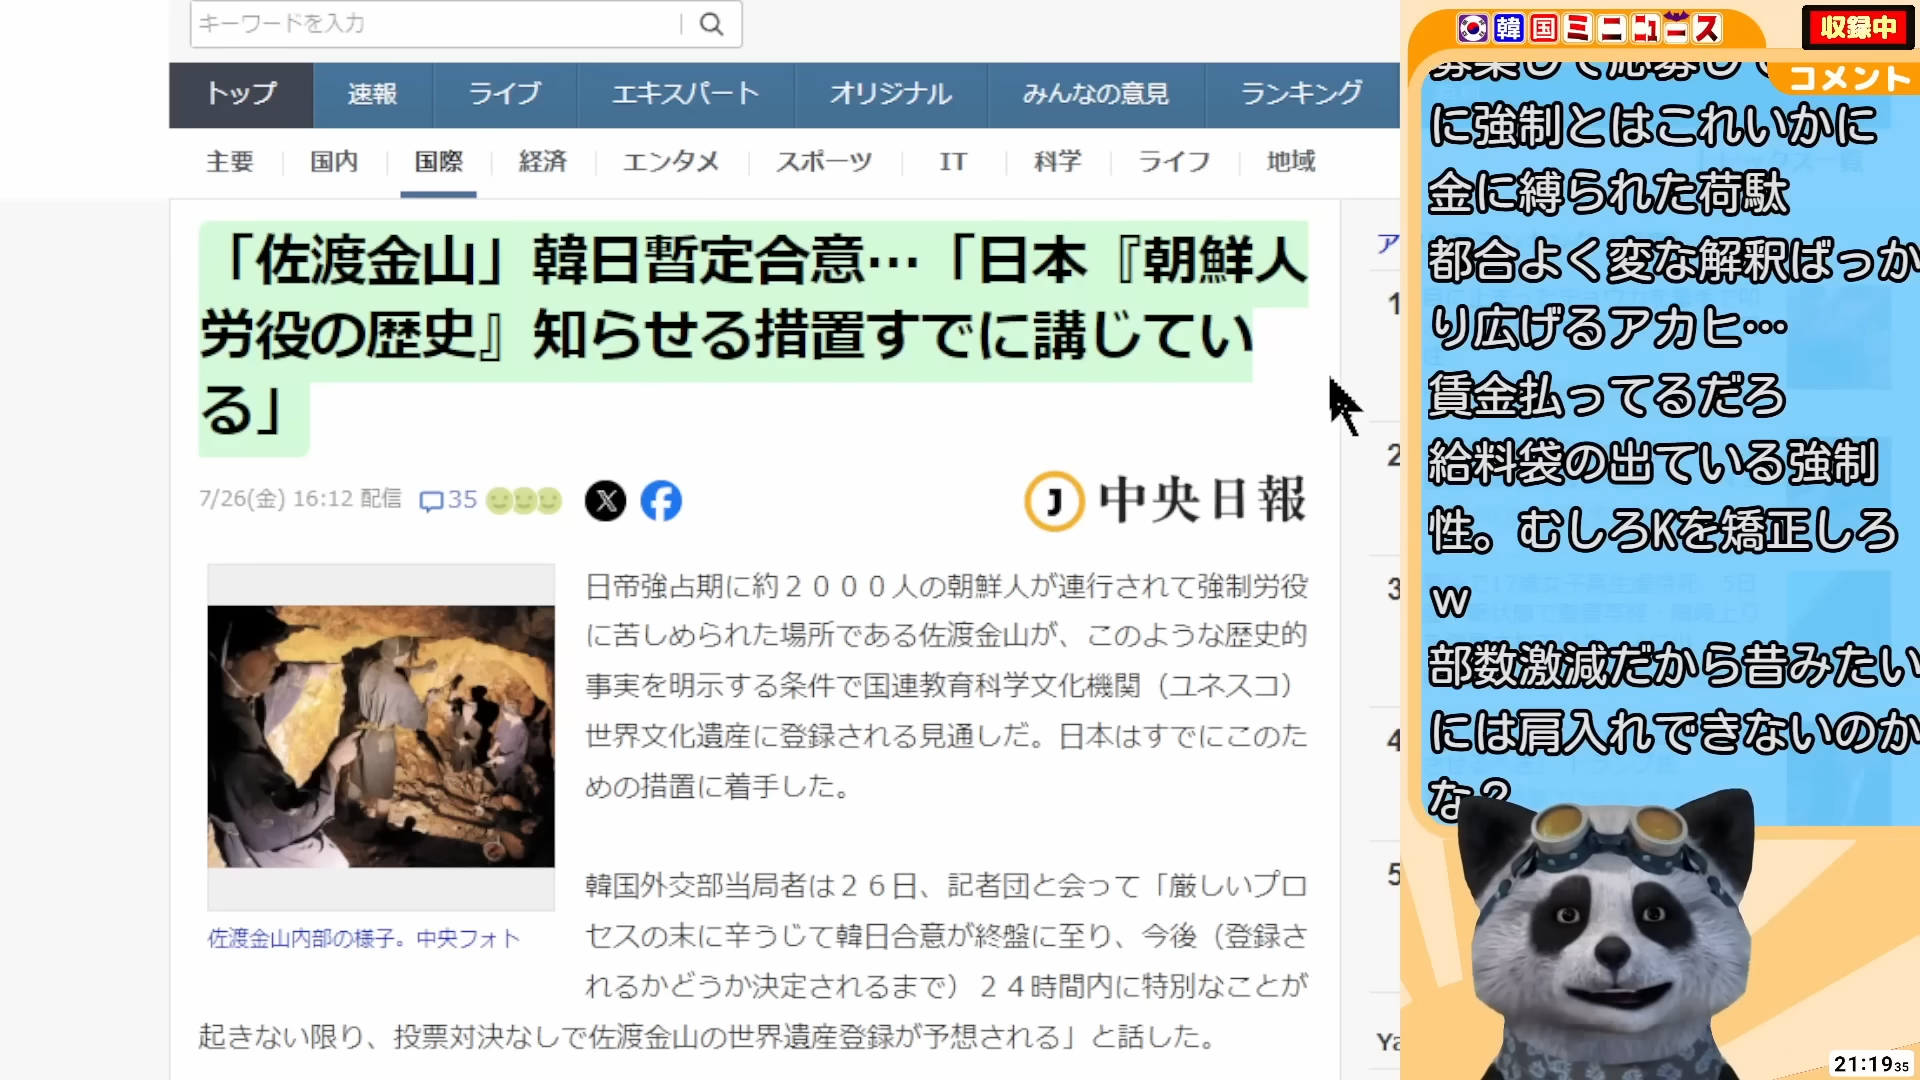 キーワードを入力
トップ 速報 ライブ エキスパート オリジナル みんなの意見 ランキング
主要 国内 国際 経済 エンタメ スポーツ IT 科学 ライフ 地域
「佐渡金山」韓日暫定合意…「日本『朝鮮人
労役の歴史』知らせる措置すでに講じてい
る」
7/26(金) 16:12 配信 35
J 中央日報
日帝強占期に約２０００人の朝鮮人が連行されて強制労役
に苦しめられた場所である佐渡金山が、このような歴史的
事実を明示する条件で国連教育科学文化機関（ユネスコ）
世界文化遺産に登録される見通しだ。日本はすでにこのた
めの措置に着手した。
佐渡金山内部の様子。中央フォト
韓国外交部当局者は２６日、記者団と会って「厳しいプロ
セスの末に辛うじて韓日合意が終盤に至り、今後（登録さ
れるかどうか決定されるまで）２４時間内に特別なことが
起きない限り、投票対決なしで佐渡金山の世界遺産登録が予想される」と話した。
ア
1
2
3
4
5
Ya
韓国ミニニュース
収録中
コメント
募集して応募して
に強制とはこれいかに
金に縛られた荷駄
都合よく変な解釈ばっか
り広げるアカヒ…
賃金払ってるだろ
給料袋の出ている強制
性。むしろKを矯正しろ
w
部数激減だから昔みたい
には肩入れできないのか
な？
21:19 35